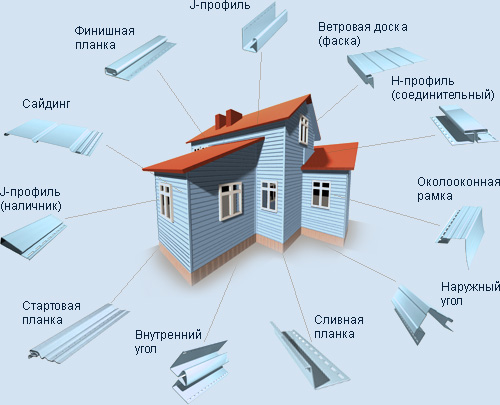 J-профиль
Финишная
планка
Ветровая доска
(фаска)
Н-профиль
(соединительный)
Сайдинг
J-профиль
(наличник)
Околооконная
рамка
Стартовая
планка
Внутренний
угол
Сливная
планка
Наружный
угол